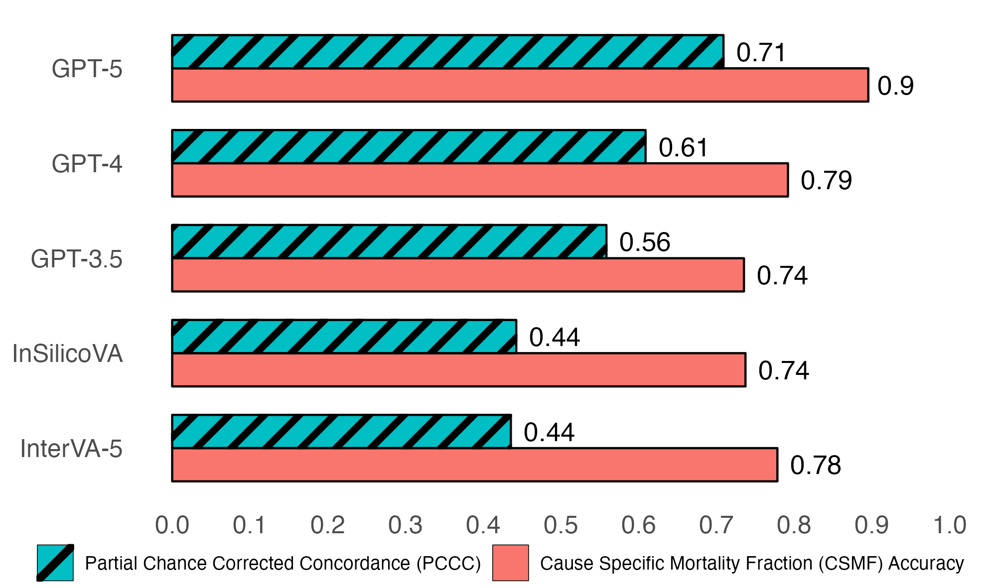 GPT-5
0.71
0.9
GPT-4
0.61
0.79
GPT-3.5
0.56
0.74
InSilicoVA
0.44
0.74
InterVA-5
0.44
0.78
0.0 0.1 0.2 0.3 0.4 0.5 0.6 0.7 0.8 0.9 1.0
Partial Chance Corrected Concordance (PCCC) Cause Specific Mortality Fraction (CSMF) Accuracy